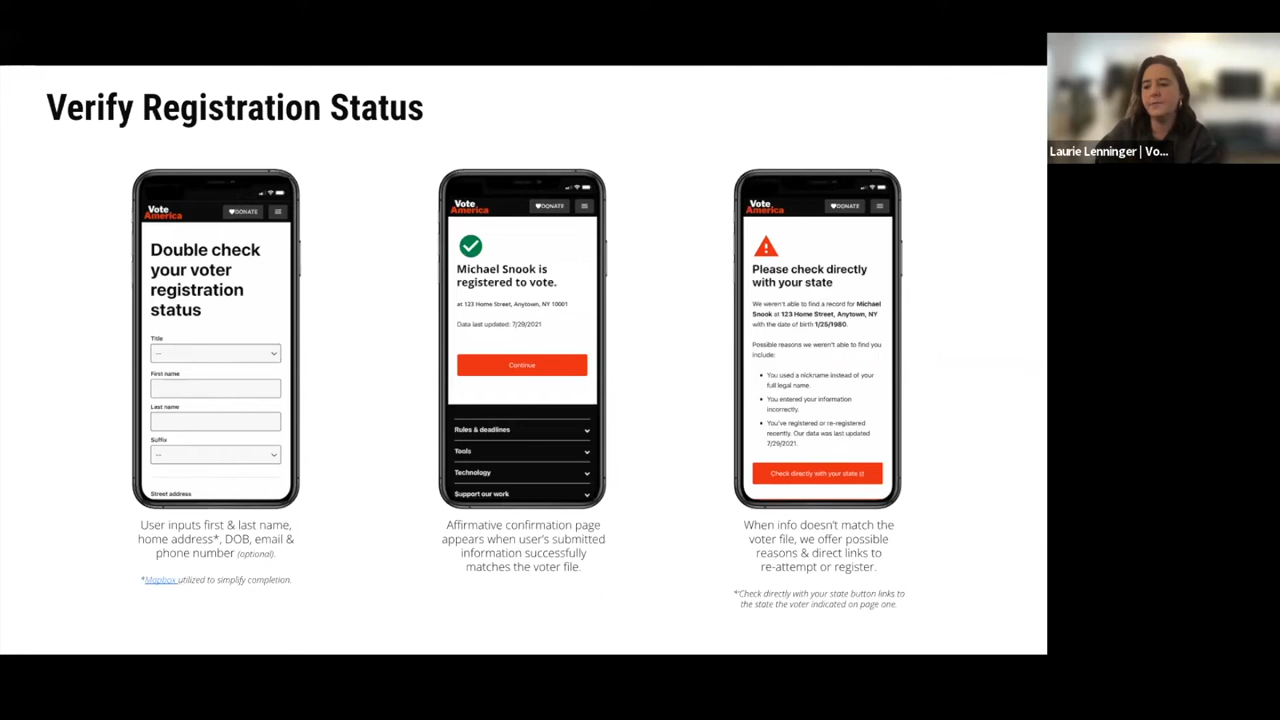 Verify Registration Status
Laurie Lenninger | Vo...
Vote
America
DONATE
Double check
your voter
registration
status
Title
--
First name
Last name
Suffix
--
Street address
User inputs first & last name,
home address*, DOB, email &
phone number (optional).
*Mapbox utilized to simplify completion.
Vote
America
DONATE
Michael Snook is
registered to vote.
at 123 Home Street, Anytown, NY 10001
Data last updated: 7/29/2021
Continue
Rules & deadlines
Tools
Technology
Support our work
Affirmative confirmation page
appears when user's submitted
information successfully
matches the voter file.
Vote
America
DONATE
Please check directly
with your state
We weren't able to find a record for Michael
Snook at 123 Home Street, Anytown, NY
with the date of birth 1/25/1980.
Possible reasons we weren't able to find you
include:
• You used a nickname instead of your
full legal name.
• You entered your information
incorrectly.
• You've registered or re-registered
recently. Our data was last updated
7/29/2021.
Check directly with your state
When info doesn't match the
voter file, we offer possible
reasons & direct links to
re-attempt or register.
*Check directly with your state button links to
the state the voter indicated on page one.